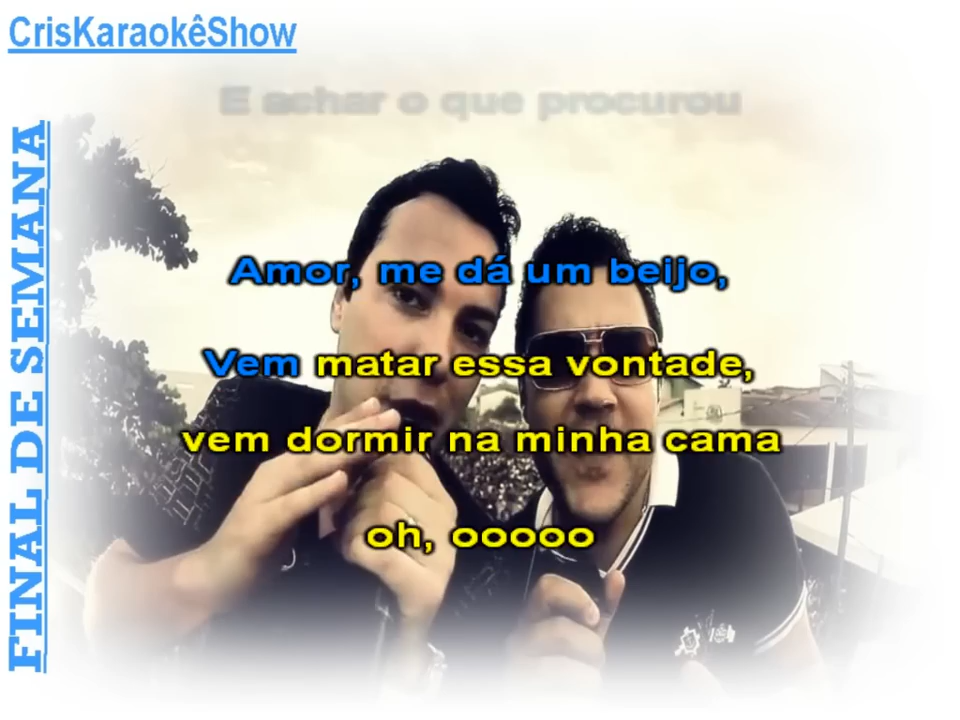 CrisKaraokêShow
E achar o que procurou
FINAL DE SEMANA
Amor, me dá um beijo,
Vem matar essa vontade,
vem dormir na minha cama
oh, ooooo